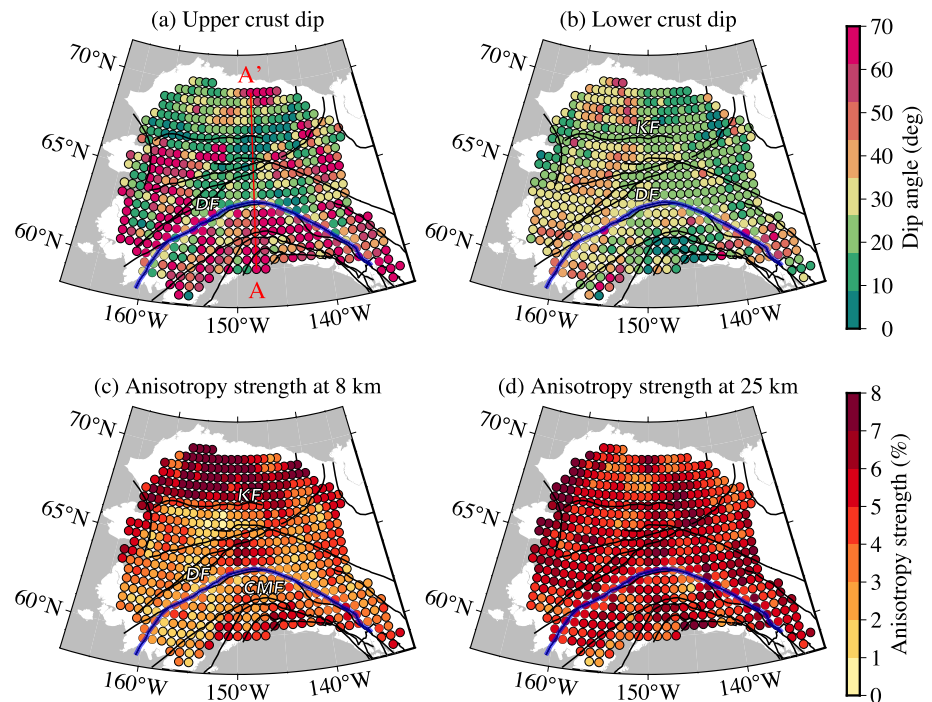 (a) Upper crust dip
(b) Lower crust dip
70°N
65°N
60°N
160°W
150°W
140°W
A’
DF
A
70°N
65°N
60°N
160°W
150°W
140°W
KF
DF
70
60
50
40
30
20
10
0
Dip angle (deg)
(c) Anisotropy strength at 8 km
(d) Anisotropy strength at 25 km
70°N
65°N
60°N
160°W
150°W
140°W
KF
DF
CMF
70°N
65°N
60°N
160°W
150°W
140°W
8
7
6
5
4
3
2
1
0
Anisotropy strength (%)